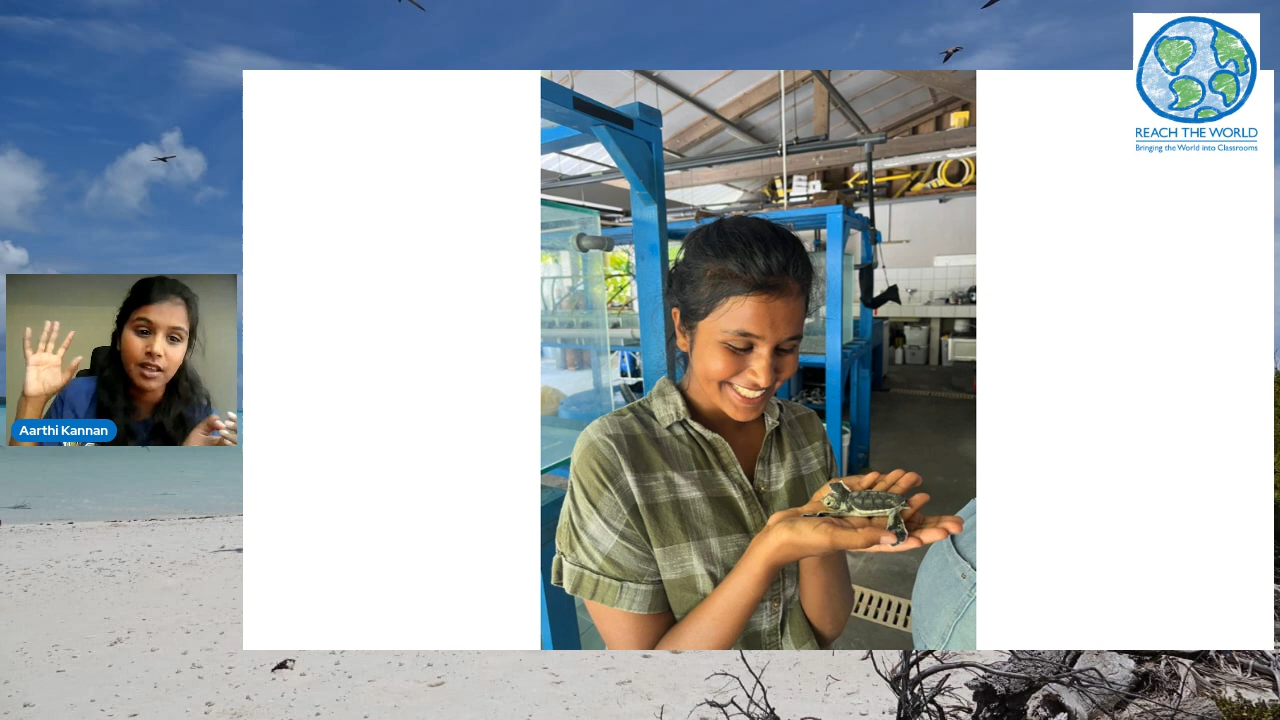 REACH THE WORLD
Bringing the World into Classrooms
Aarthi Kannan